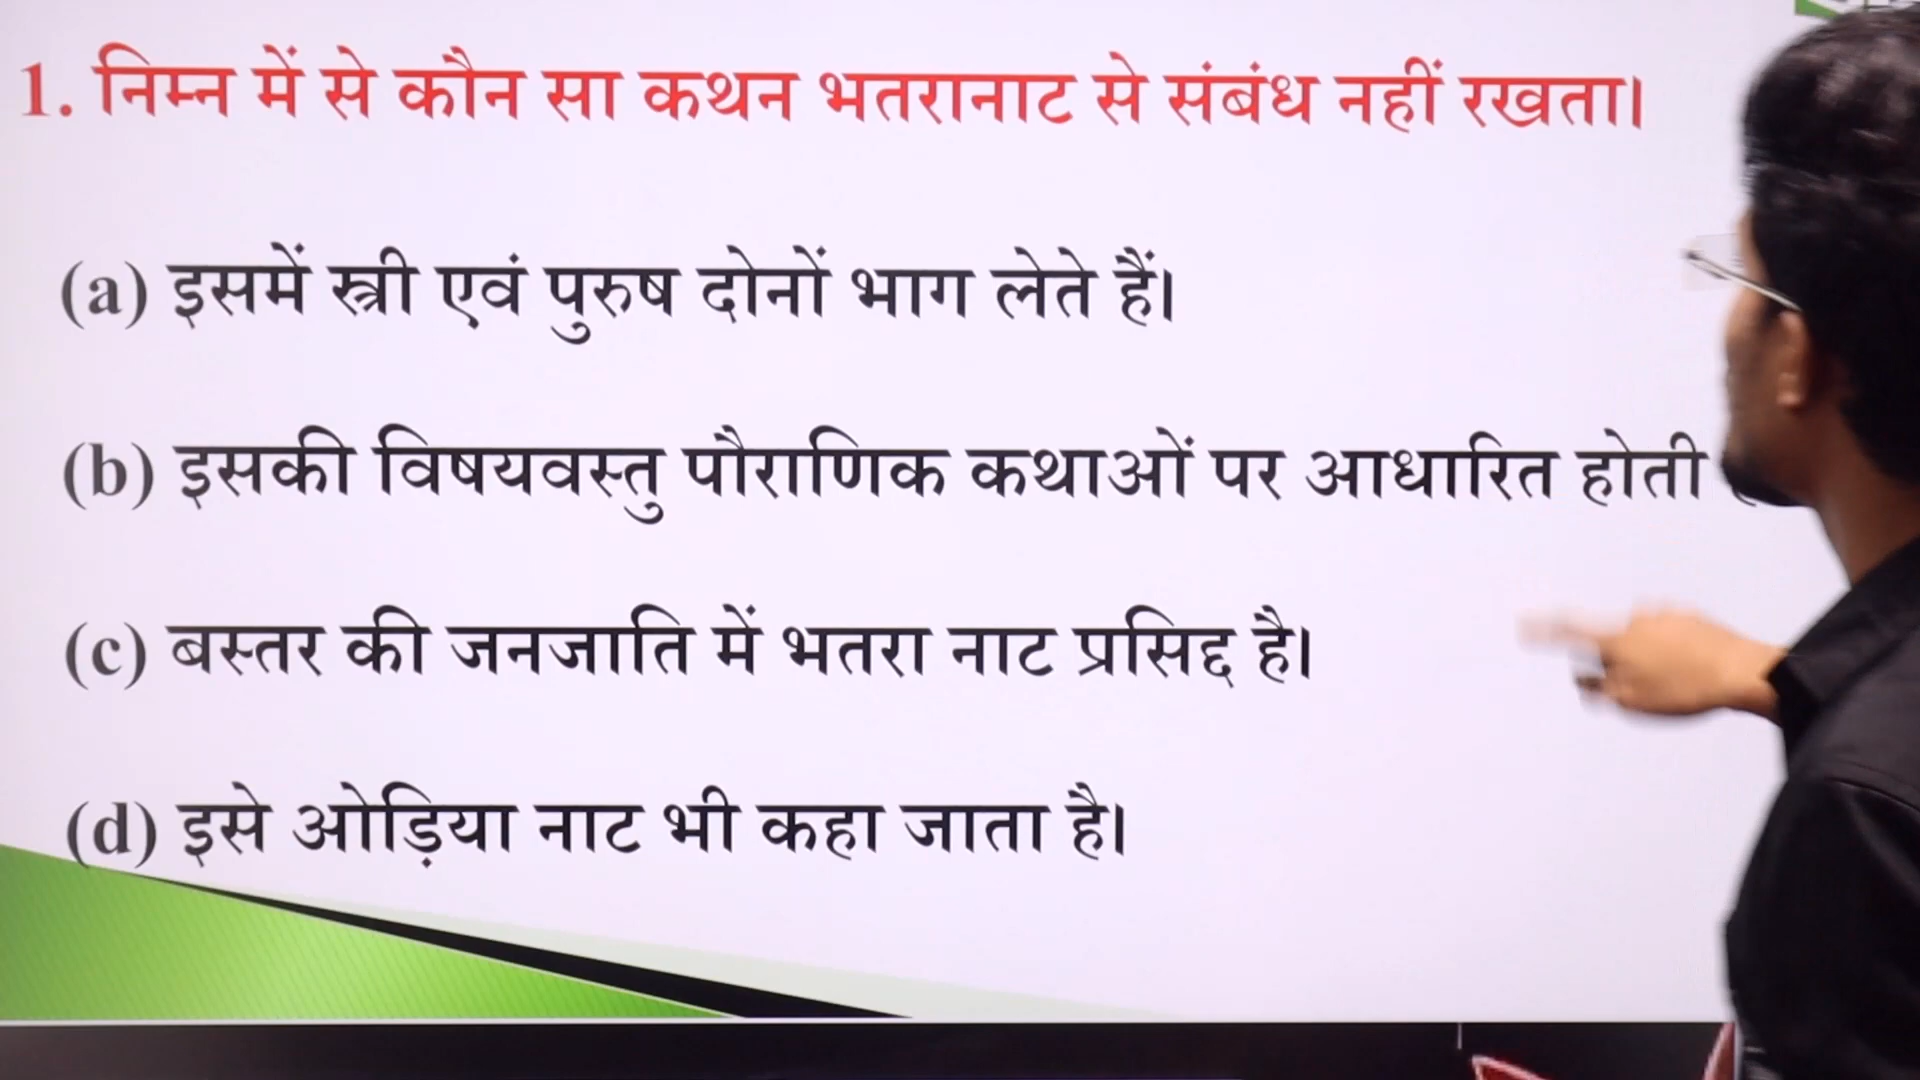 1. निम्न में से कौन सा कथन भतरानाट से संबंध नहीं रखता।
(a) इसमें स्त्री एवं पुरुष दोनों भाग लेते हैं।
(b) इसकी विषयवस्तु पौराणिक कथाओं पर आधारित होती
(c) बस्तर की जनजाति में भतरा नाट प्रसिद्द है।
(d) इसे ओड़िया नाट भी कहा जाता है।